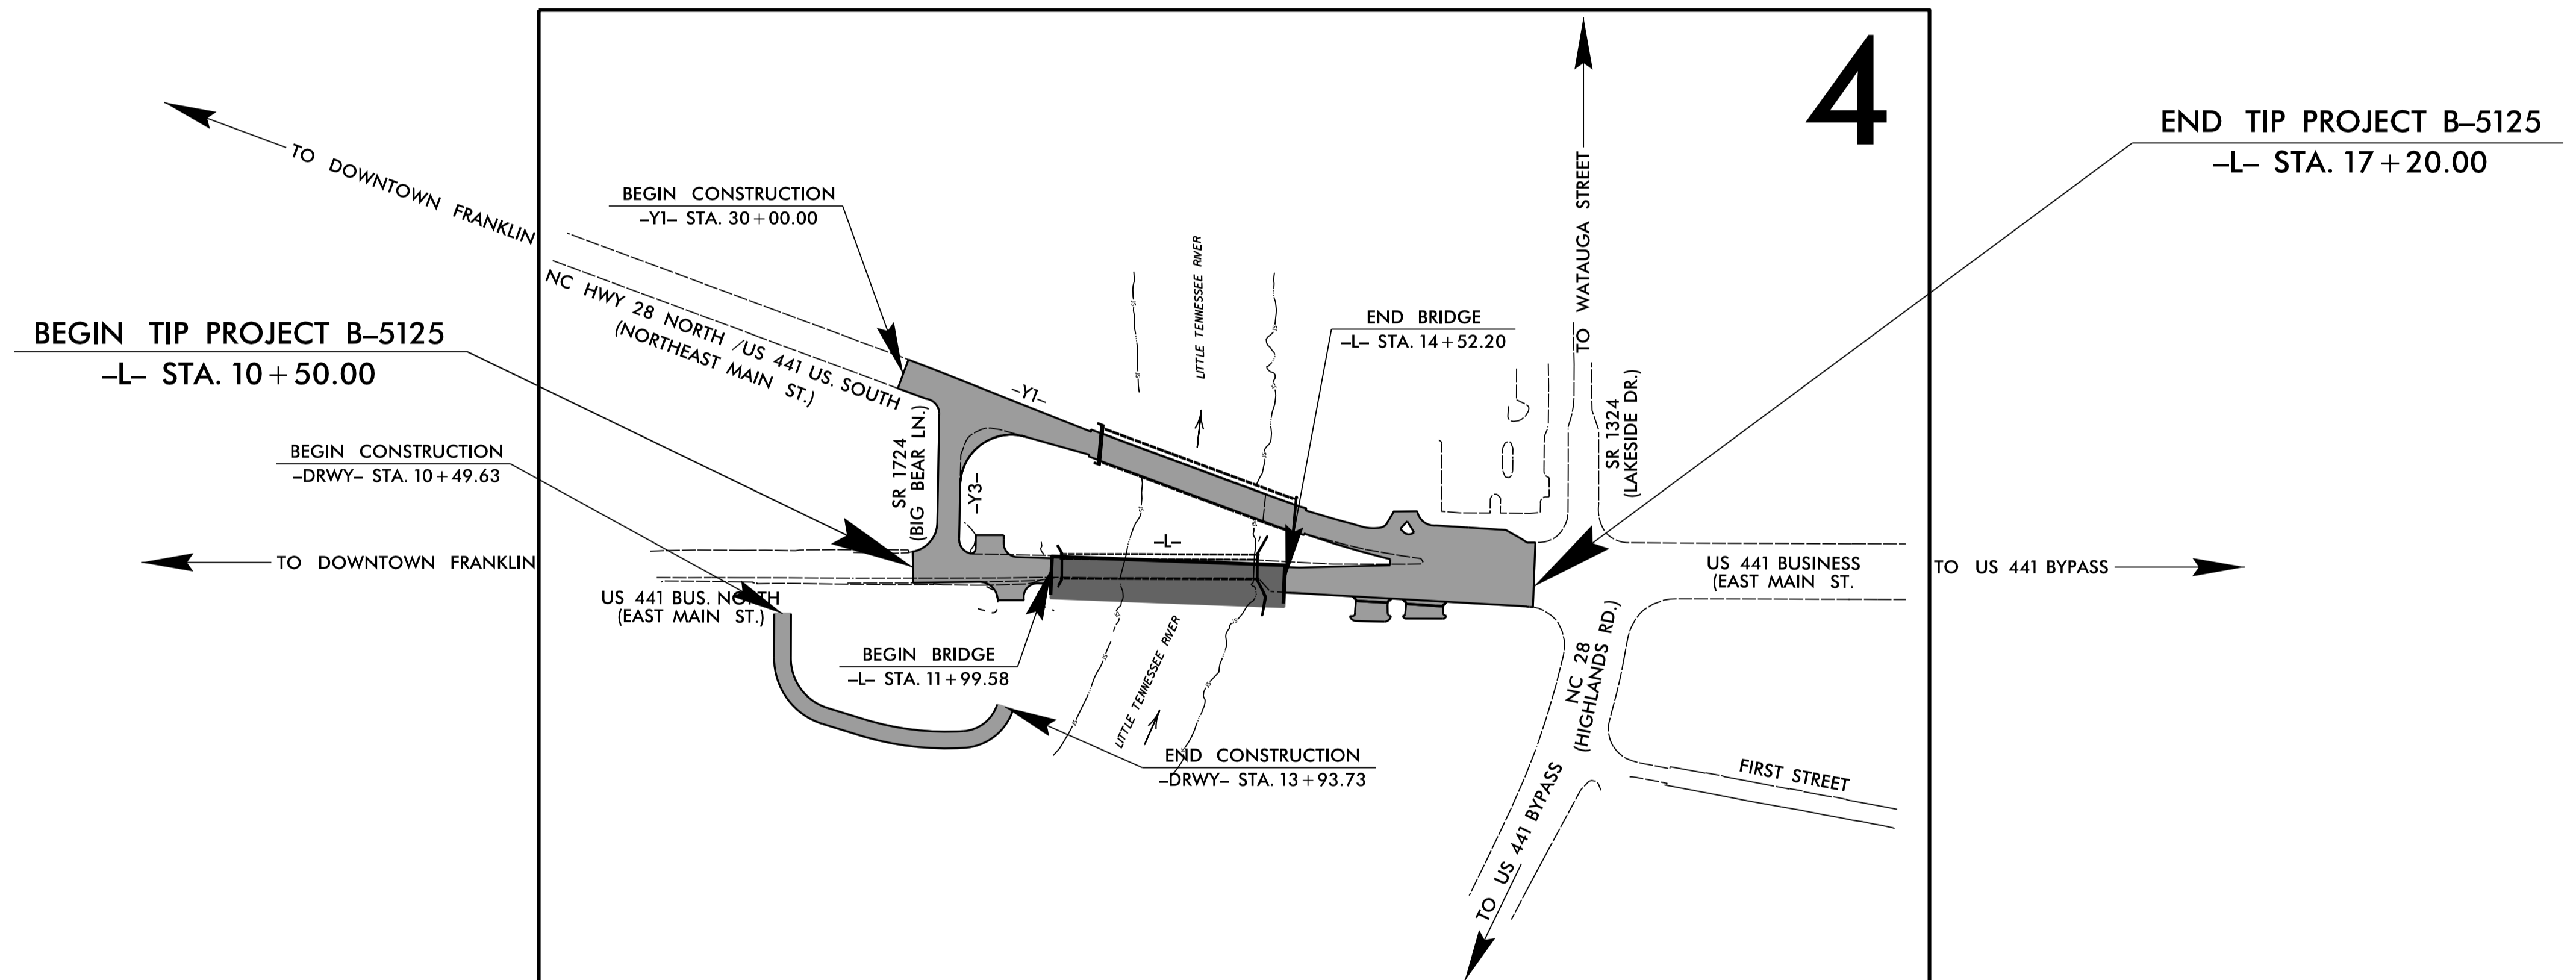 4
TO DOWNTOWN FRANKLIN
END TIP PROJECT B–5125
–L– STA. 17+20.00
BEGIN CONSTRUCTION
–Y1– STA. 30+00.00
TO WATAUGA STREET
LITTLE TENNESSEE RIVER
NC HWY 28 NORTH /US 441 US. SOUTH
(NORTHEAST MAIN ST.)
END BRIDGE
–L– STA. 14+52.20
BEGIN TIP PROJECT B–5125
–L– STA. 10+50.00
–Y1–
SR 1324
(LAKESIDE DR.)
SR 1724
(BIG BEAR LN.)
BEGIN CONSTRUCTION
–DRWY– STA. 10+49.63
–Y3–
–L–
TO DOWNTOWN FRANKLIN
US 441 BUSINESS
(EAST MAIN ST.
TO US 441 BYPASS
US 441 BUS. NORTH
(EAST MAIN ST.)
BEGIN BRIDGE
–L– STA. 11+99.58
LITTLE TENNESSEE RIVER
NC 28
(HIGHLANDS RD.)
END CONSTRUCTION
–DRWY– STA. 13+93.73
FIRST STREET
TO US 441 BYPASS